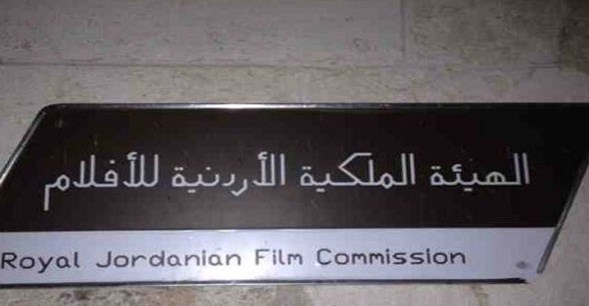 الهيئة الملكية الأردنية للأفلام
Royal Jordanian Film Commission